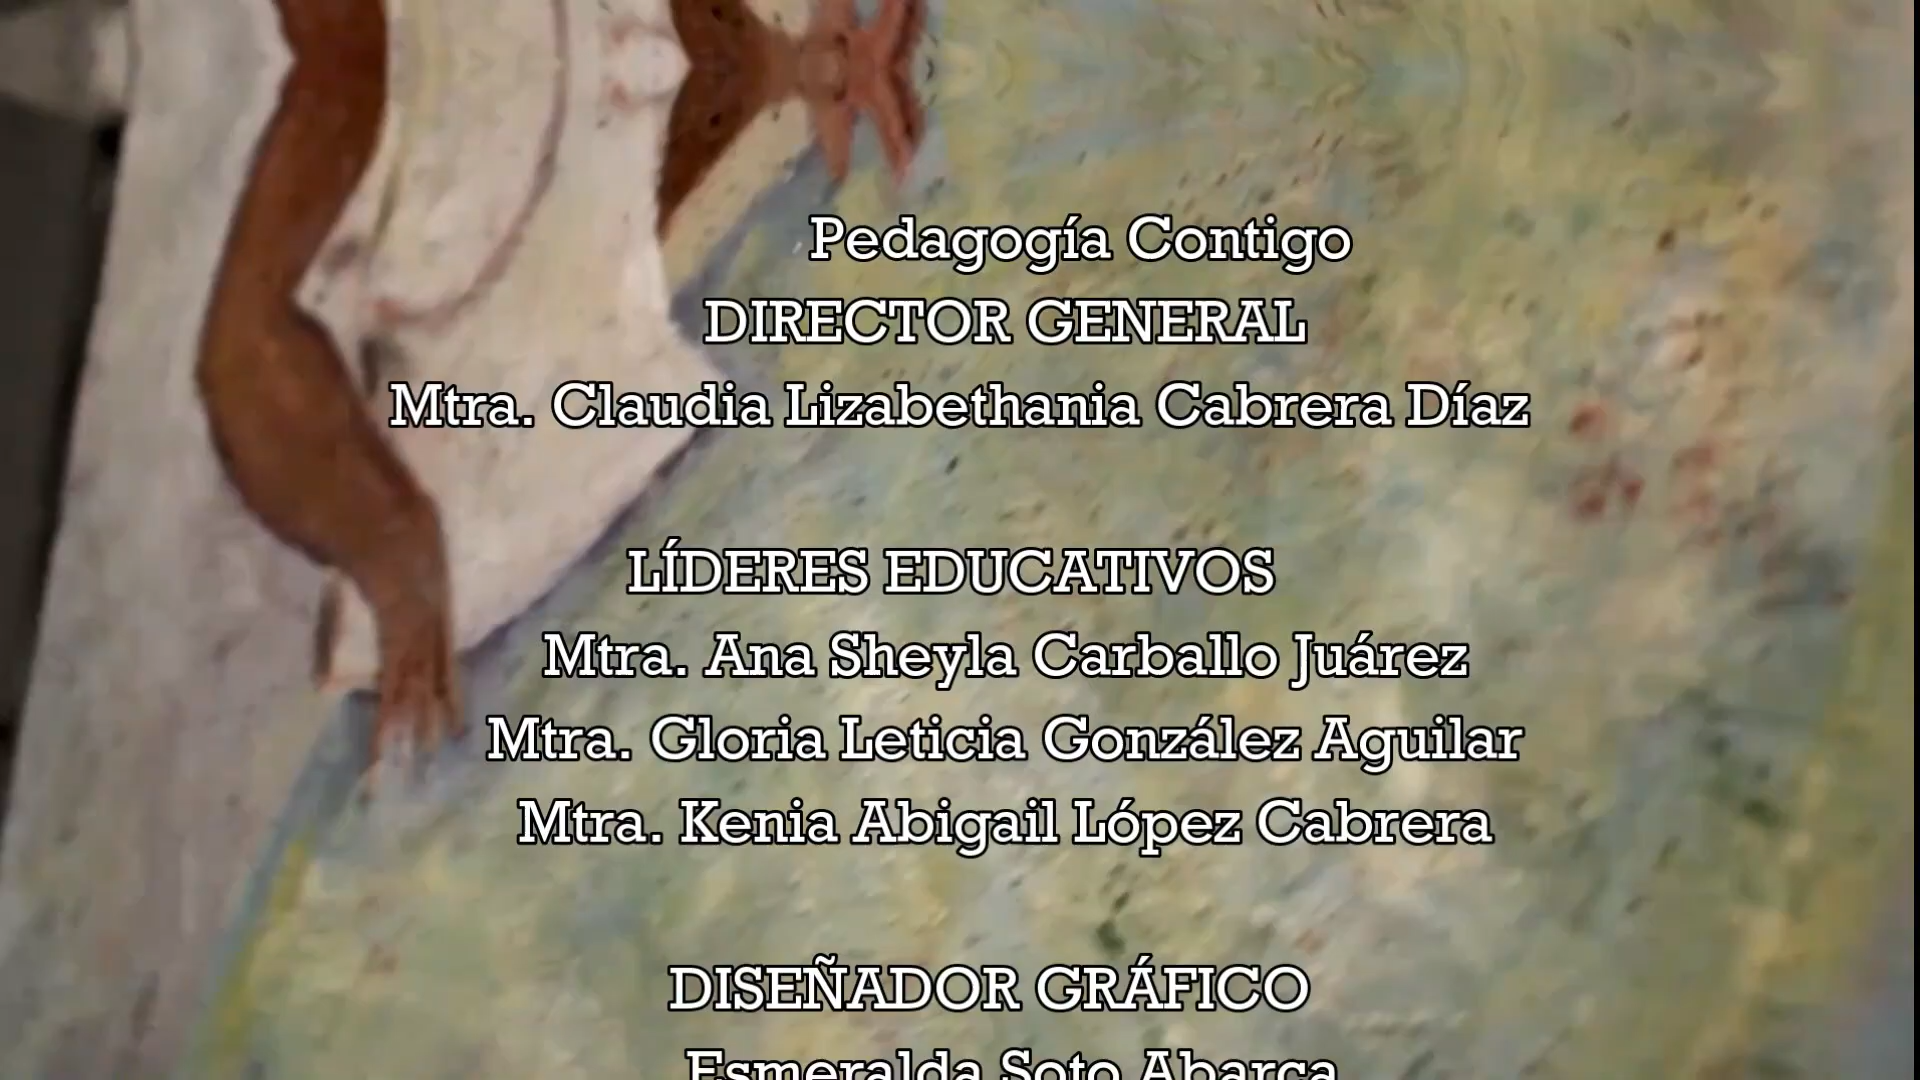 Pedagogía Contigo
DIRECTOR GENERAL
Mtra. Claudia Lizabethania Cabrera Díaz
LÍDERES EDUCATIVOS
Mtra. Ana Sheyla Carballo Juárez
Mtra. Gloria Leticia González Aguilar
Mtra. Kenia Abigail López Cabrera
DISEÑADOR GRÁFICO
Esmeralda Soto Abarca